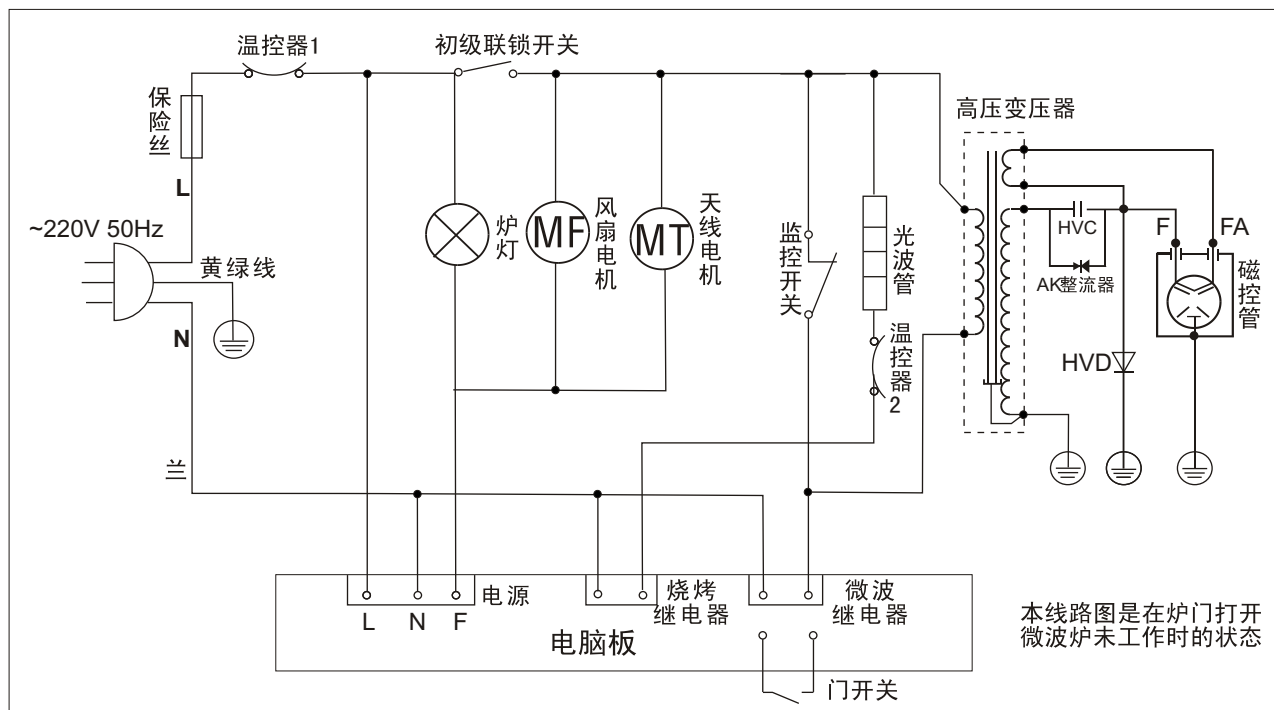 温控器1
初级联锁开关
保险丝
L
~220V 50Hz
黄绿线
N
兰
炉灯
MF
风扇电机
MT
天线电机
监控开关
光波管
温控器2
高压变压器
HVC
AK整流器
HVD
F
FA
磁控管
L
N
F
电源
烧烤
继电器
微波
继电器
电脑板
门开关
本线路图是在炉门打开
微波炉未工作时的状态